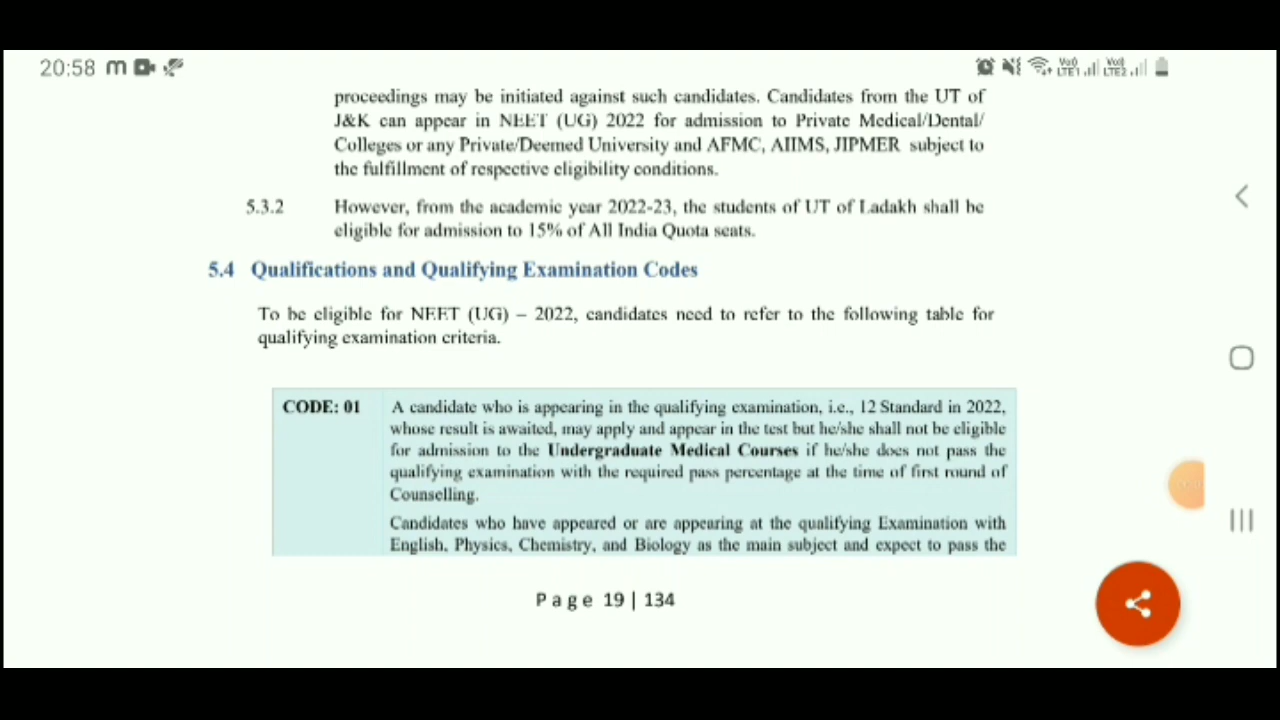 20:58 m
proceedings may be initiated against such candidates. Candidates from the UT of
J&K can appear in NEET (UG) 2022 for admission to Private Medical/Dental/
Colleges or any Private/Deemed University and AFMC, AIIMS, JIPMER subject to
the fulfillment of respective eligibility conditions.
5.3.2 However, from the academic year 2022-23, the students of UT of Ladakh shall be
eligible for admission to 15% of All India Quota seats.
5.4 Qualifications and Qualifying Examination Codes
To be eligible for NEET (UG) – 2022, candidates need to refer to the following table for
qualifying examination criteria.
CODE: 01 A candidate who is appearing in the qualifying examination, i.e., 12 Standard in 2022,
whose result is awaited, may apply and appear in the test but he/she shall not be eligible
for admission to the Undergraduate Medical Courses if he/she does not pass the
qualifying examination with the required pass percentage at the time of first round of
Counselling.
Candidates who have appeared or are appearing at the qualifying Examination with
English, Physics, Chemistry, and Biology as the main subject and expect to pass the
Page 19 | 134